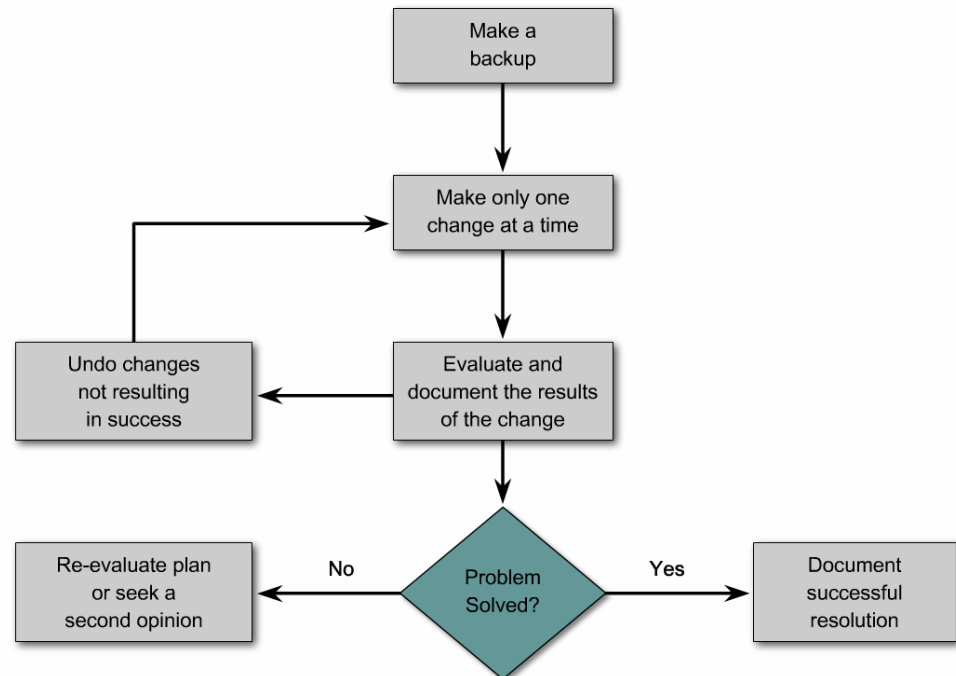 Make a
backup
Make only one
change at a time
Undo changes
not resulting
in success
Evaluate and
document the results
of the change
Re-evaluate plan
or seek a
second opinion
No
Problem
Solved?
Yes
Document
successful
resolution